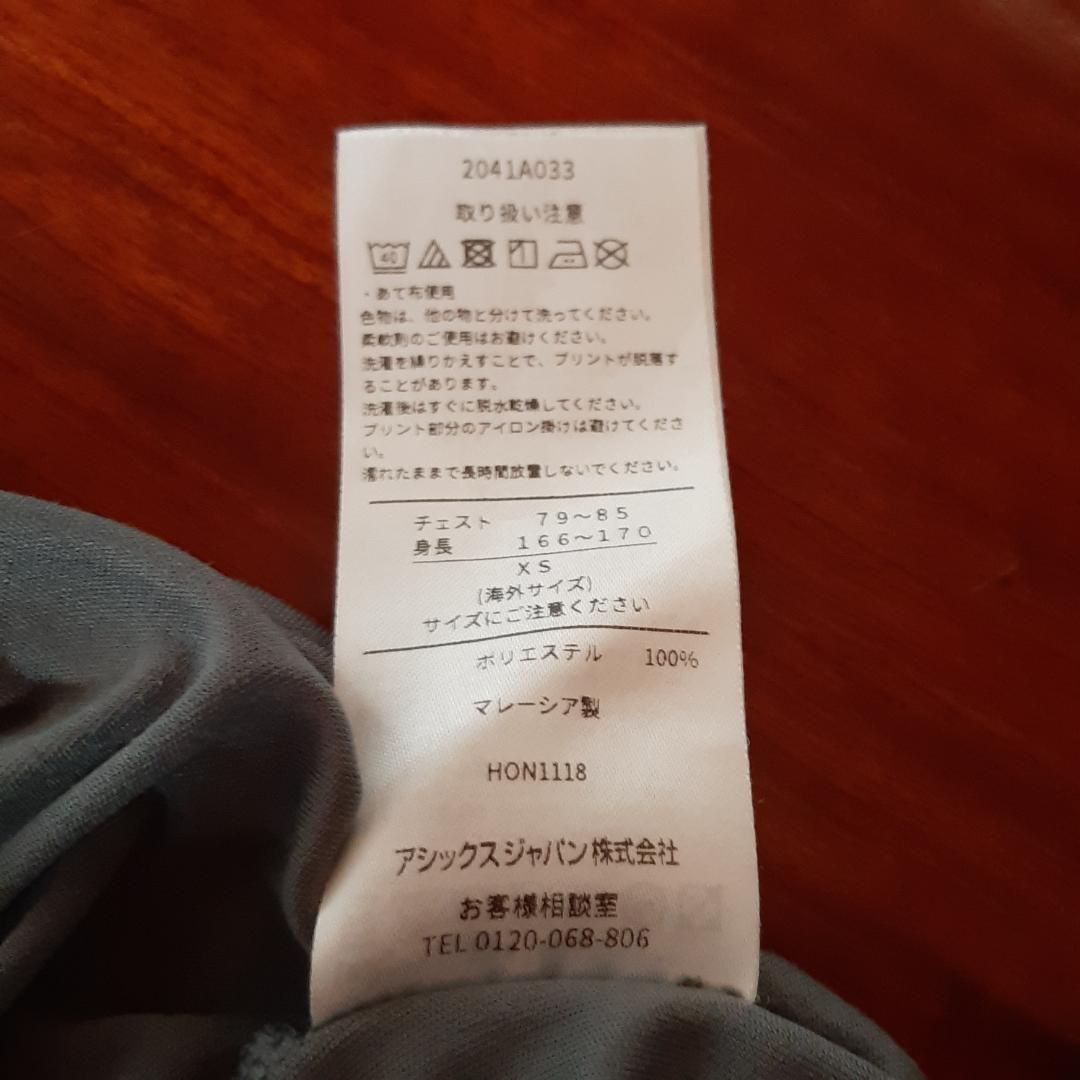 2041A033
取り扱い注意
40
・あて布使用
色物は、他の物と分けて洗ってください。
柔軟剤のご使用はお避けください。
洗濯を繰りかえすことで、プリントが脱落す
ることがあります。
洗濯後はすぐに脱水乾燥してください。
プリント部分のアイロン掛けは避けてくださ
い。
濡れたままで長時間放置しないでください。
チェスト 79～85
身長 166～170
XS
(海外サイズ)
サイズにご注意ください
ポリエステル 100%
マレーシア製
HON1118
アシックスジャパン株式会社
お客様相談室
TEL 0120-068-806